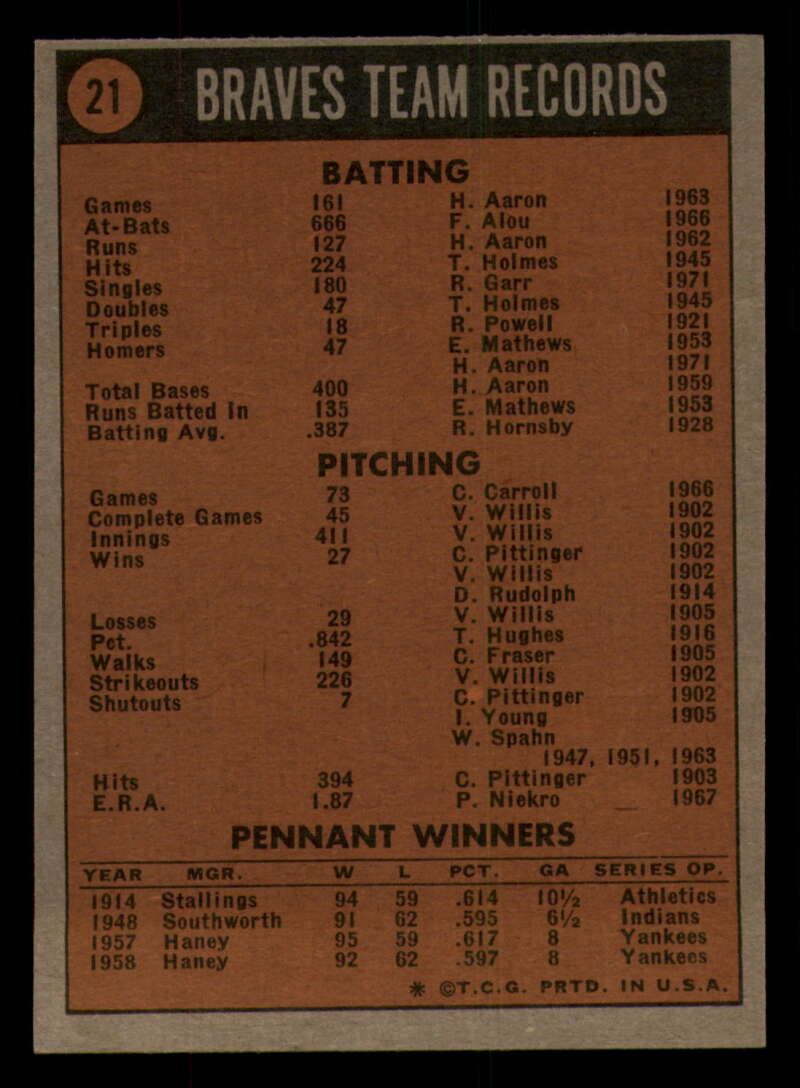 21 BRAVES TEAM RECORDS
BATTING
Games 161 H. Aaron 1963
At-Bats 666 F. Alou 1966
Runs 127 H. Aaron 1962
Hits 224 T. Holmes 1945
Singles 180 R. Garr 1971
Doubles 47 T. Holmes 1945
Triples 18 R. Powell 1921
Homers 47 E. Mathews 1953
H. Aaron 1971
Total Bases 400 H. Aaron 1959
Runs Batted In 135 E. Mathews 1953
Batting Avg. .387 R. Hornsby 1928
PITCHING
Games 73 C. Carroll 1966
Complete Games 45 V. Willis 1902
Innings 411 V. Willis 1902
Wins 27 C. Pittinger 1902
V. Willis 1902
D. Rudolph 1914
Losses 29 V. Willis 1905
Pct. .842 T. Hughes 1916
Walks 149 C. Fraser 1905
Strikeouts 226 V. Willis 1902
Shutouts 7 C. Pittinger 1902
I. Young 1905
W. Spahn
1947, 1951, 1963
Hits 394 C. Pittinger 1903
E.R.A. 1.87 P. Niekro 1967
PENNANT WINNERS
YEAR MGR. W L PCT. GA SERIES OP.
1914 Stallings 94 59 .614 10½ Athletics
1948 Southworth 91 62 .595 6½ Indians
1957 Haney 95 59 .617 8 Yankees
1958 Haney 92 62 .597 8 Yankees
* ©T.C.G. PRTD. IN U.S.A.